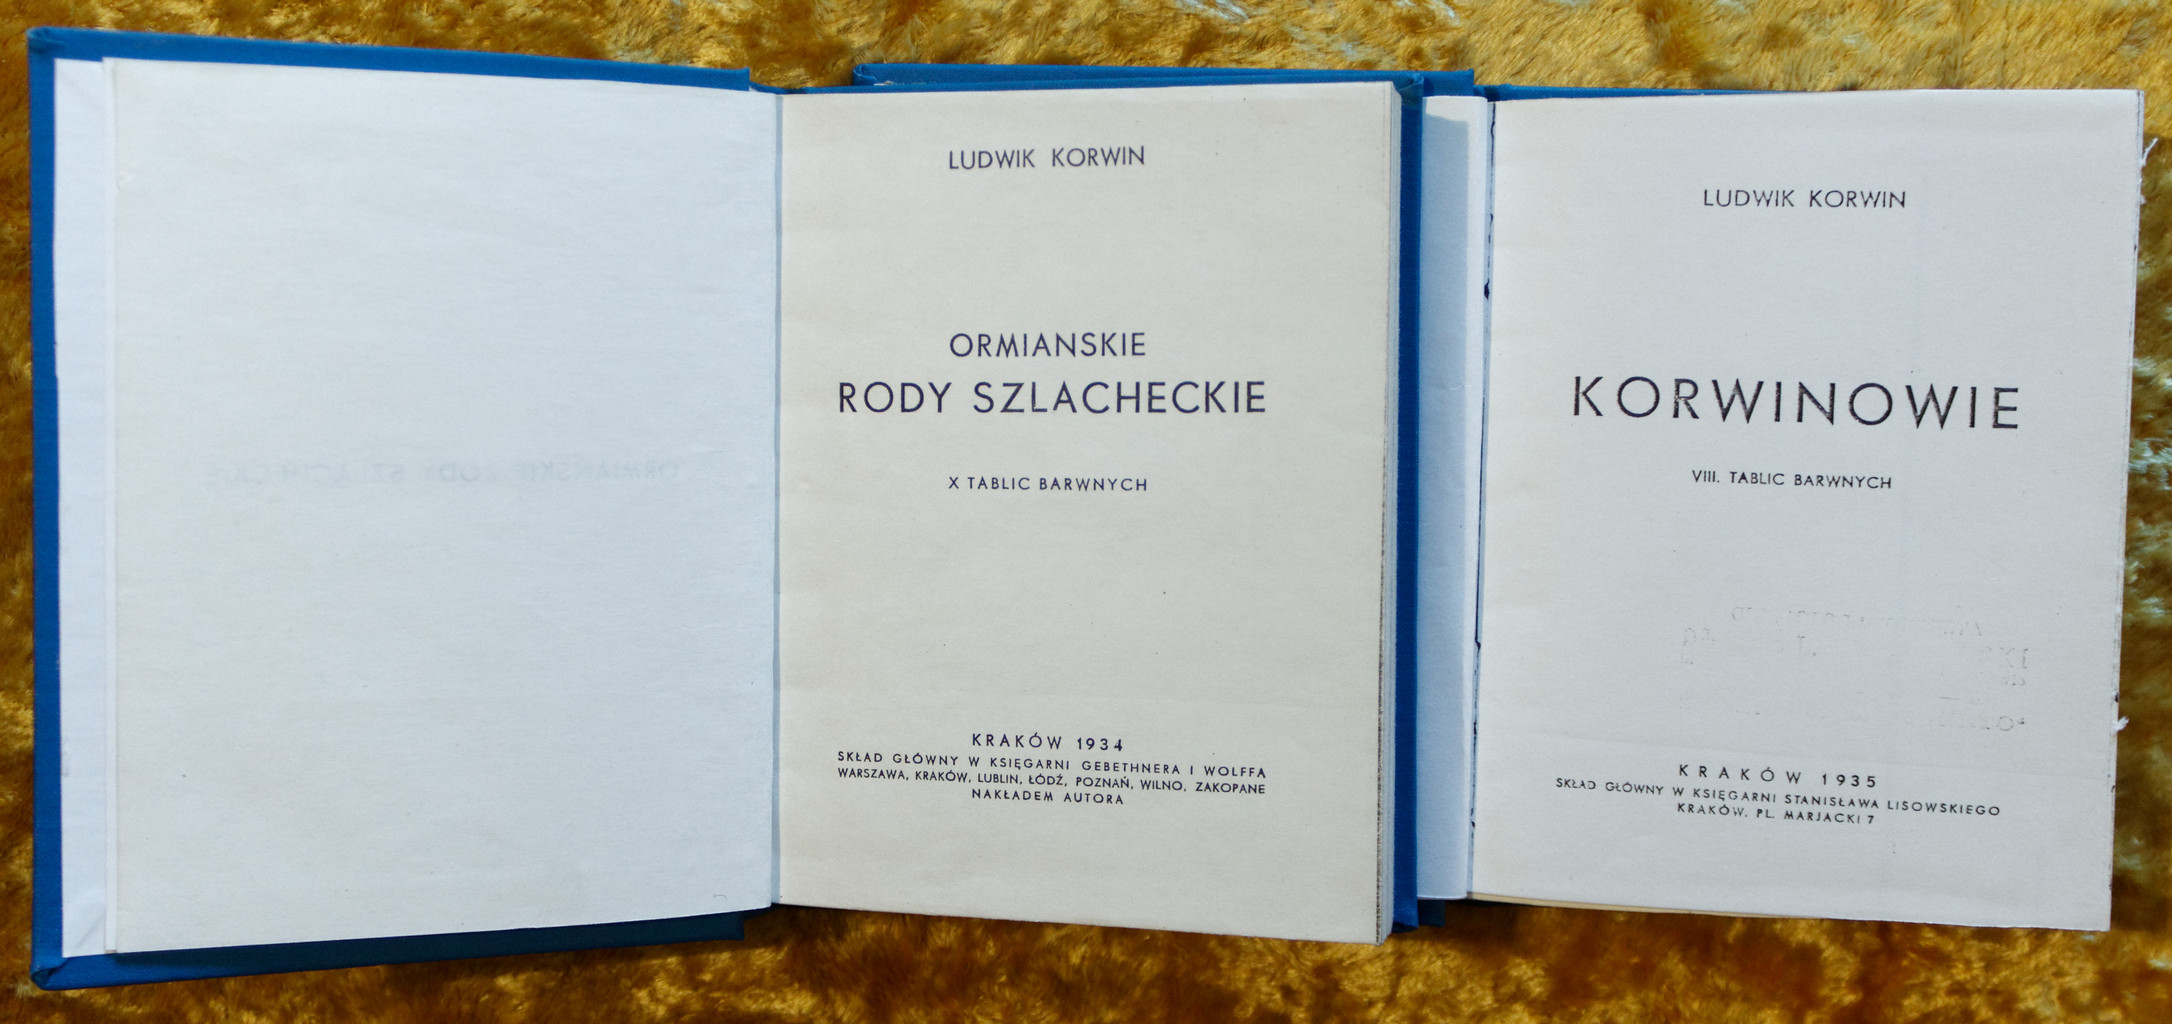 LUDWIK KORWIN
ORMIANSKIE
RODY SZLACHECKIE
X TABLIC BARWNYCH
KRAKÓW 1934
SKŁAD GŁÓWNY W KSIĘGARNI GEBETHNERA I WOLFFA
WARSZAWA, KRAKÓW, LUBLIN, ŁÓDŹ, POZNAŃ, WILNO, ZAKOPANE
NAKŁADEM AUTORA
LUDWIK KORWIN
KORWINOWIE
VIII. TABLIC BARWNYCH
KRAKÓW 1935
SKŁAD GŁÓWNY W KSIĘGARNI STANISŁAWA LISOWSKIEGO
KRAKÓW, PL. MARJACKI 7